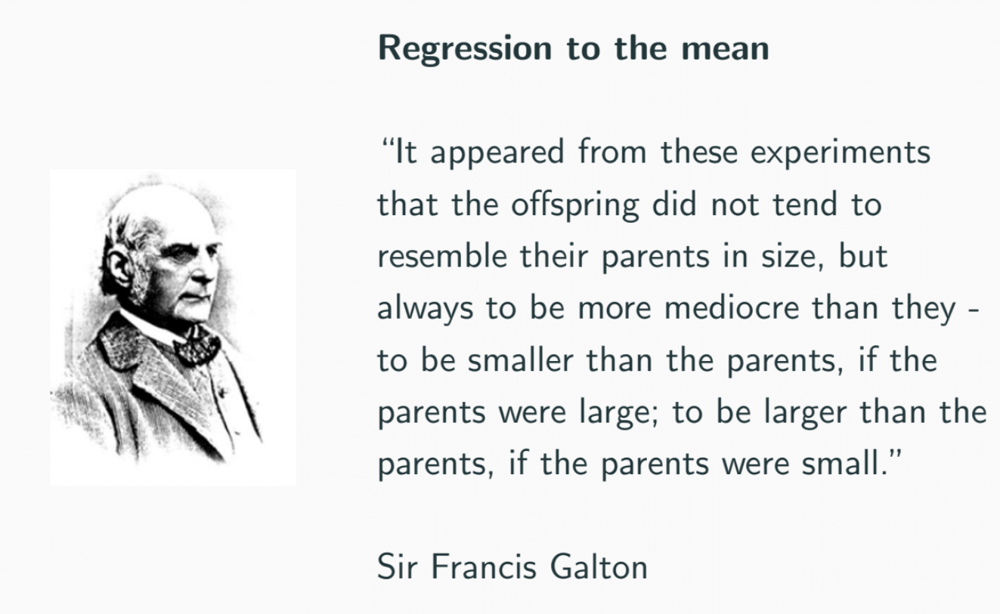 Regression to the mean
“It appeared from these experiments
that the offspring did not tend to
resemble their parents in size, but
always to be more mediocre than they -
to be smaller than the parents, if the
parents were large; to be larger than the
parents, if the parents were small.”
Sir Francis Galton